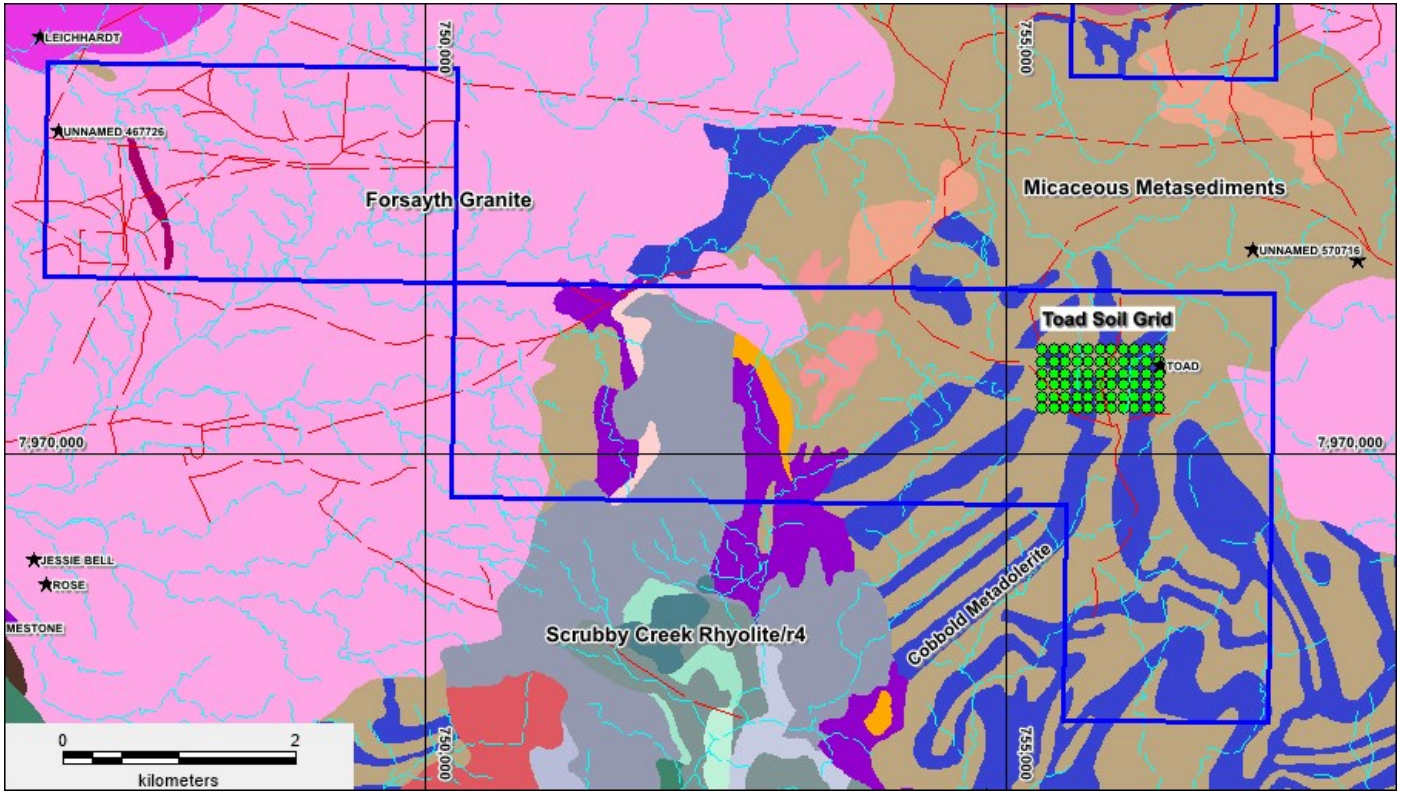 LEICHHARDT
750,000
755,000
UNNAMED 467726
Forsayth Granite
Micaceous Metasediments
UNNAMED 570716
Toad Soil Grid
TOAD
7,970,000
7,970,000
JESSIE BELL
ROSE
MESTONE
Scrubby Creek Rhyolite/r4
Cobbold Metadolerite
750,000
755,000
0 2
kilometers